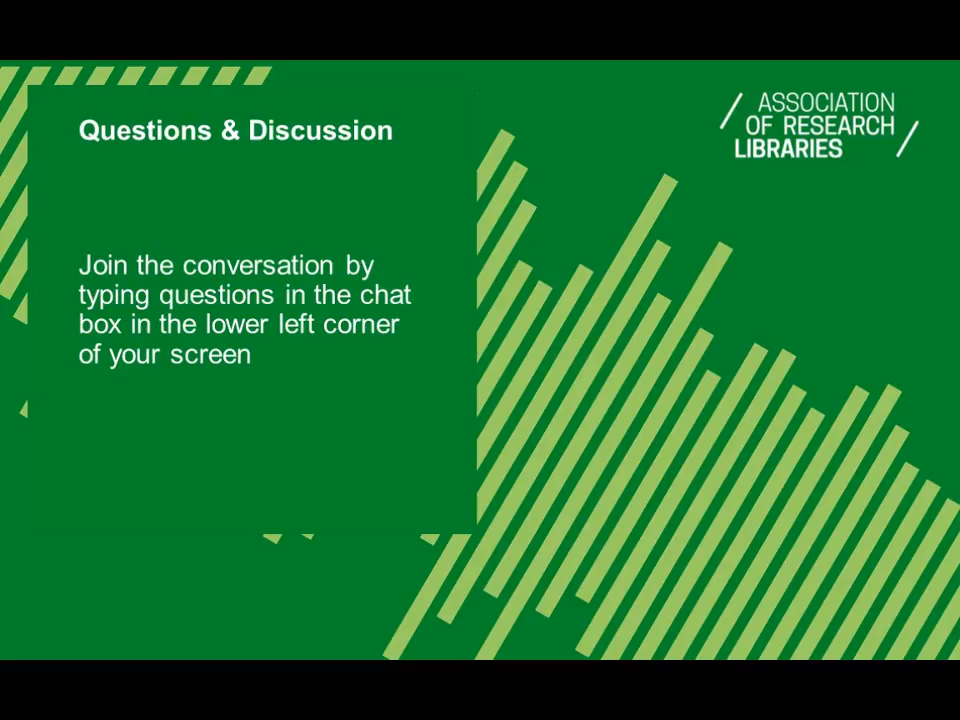 Questions & Discussion
Join the conversation by
typing questions in the chat
box in the lower left corner
of your screen
ASSOCIATION
OF RESEARCH
LIBRARIES